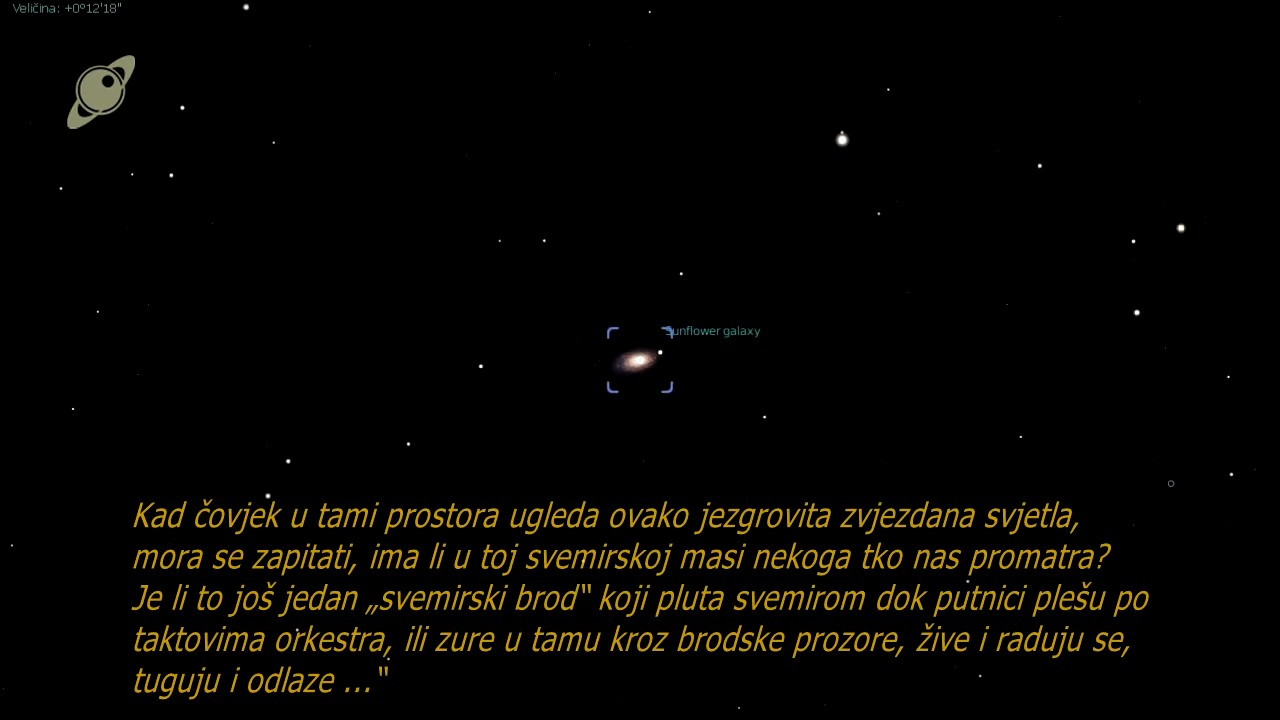 Veličina: +0°12'18"
Sunflower galaxy
Kad čovjek u tami prostora ugleda ovako jezgrovita zvjezdana svjetla,
mora se zapitati, ima li u toj svemirskoj masi nekoga tko nas promatra?
Je li to još jedan „svemirski brod“ koji pluta svemirom dok putnici plešu po
taktovima orkestra, ili zure u tamu kroz brodske prozore, žive i raduju se,
tuguju i odlaze ...“